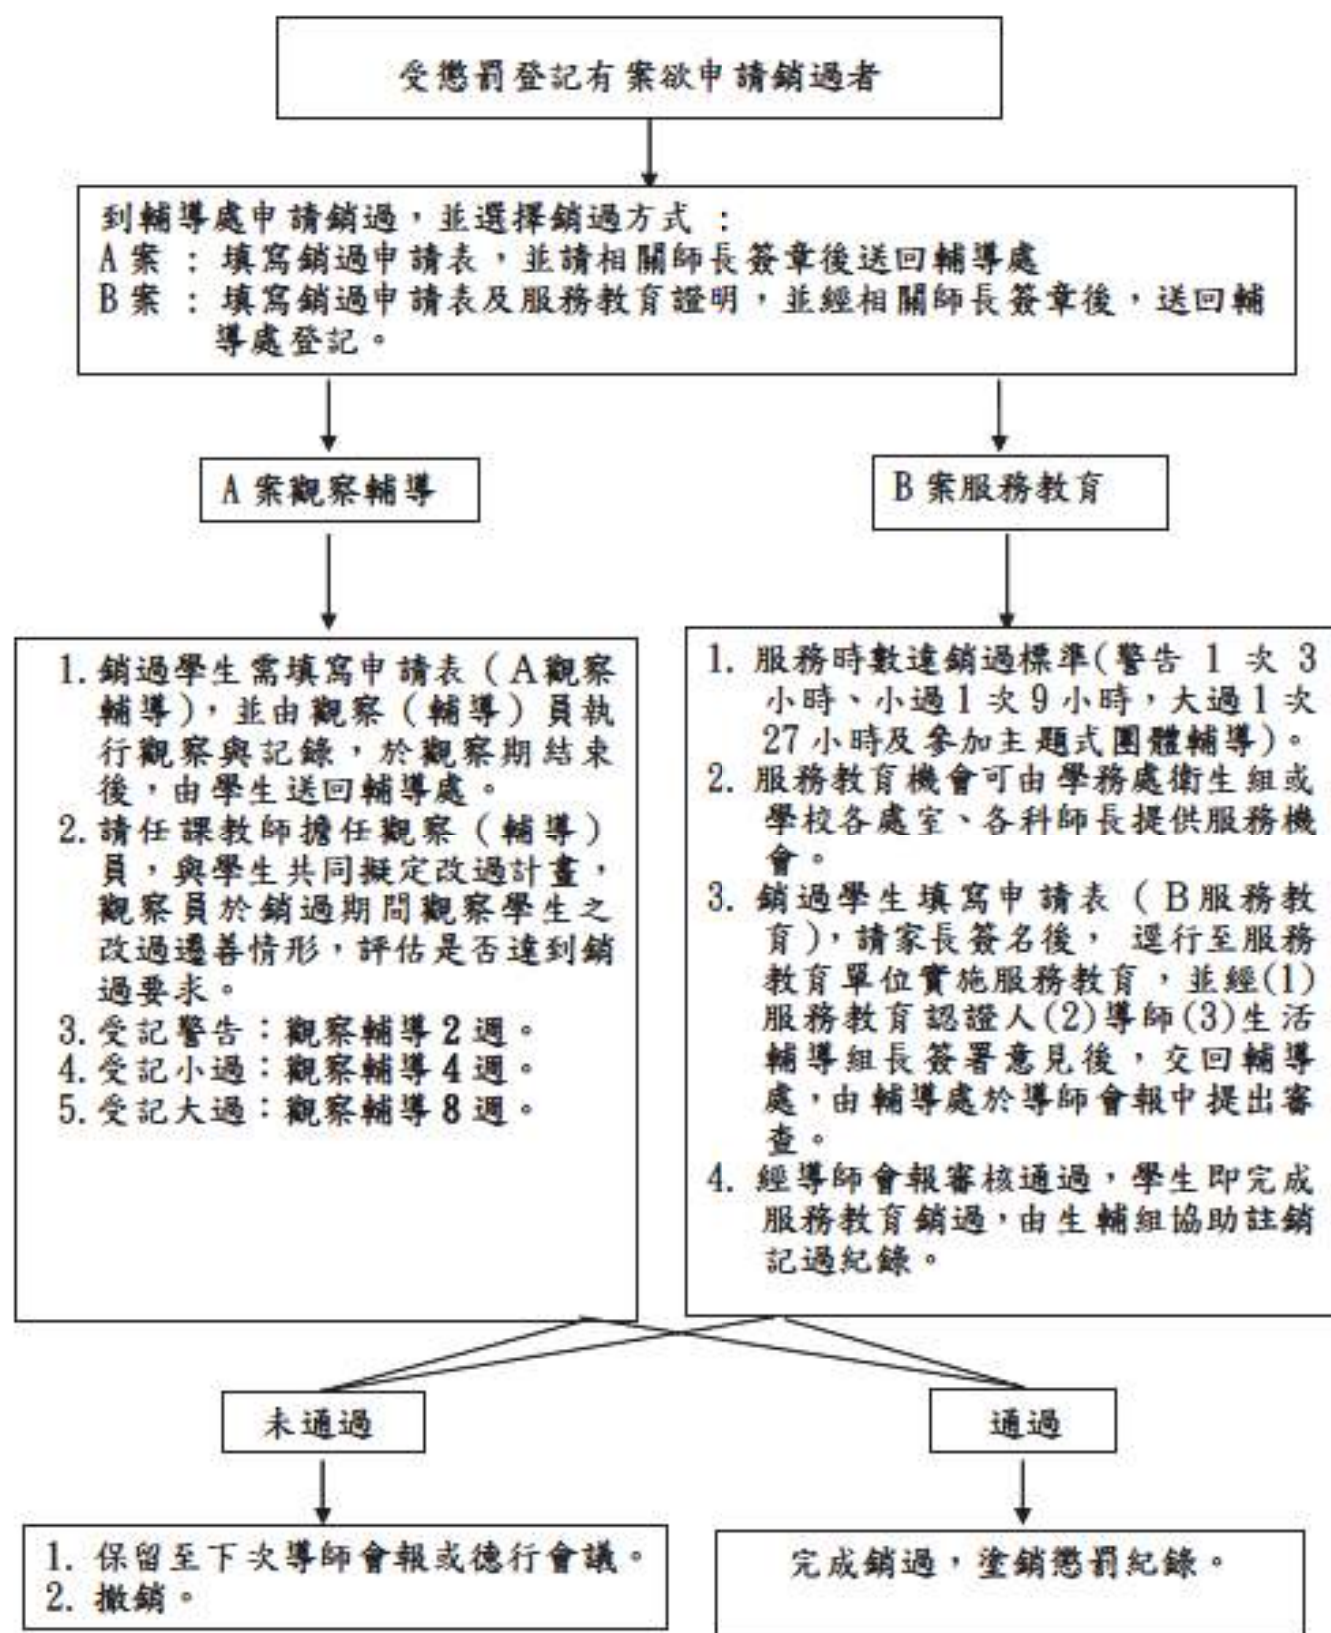 受懲罰登記有案欲申請銷過者
到輔導處申請銷過，並選擇銷過方式：
A 案 ： 填寫銷過申請表，並請相關師長簽章後送回輔導處
B 案 ： 填寫銷過申請表及服務教育證明，並經相關師長簽章後，送回輔
導處登記。
A 案觀察輔導
B 案服務教育
1. 銷過學生需填寫申請表（A觀察
輔導），並由觀察（輔導）員執
行觀察與記錄，於觀察期結束
後，由學生送回輔導處。
2. 請任課教師擔任觀察（輔導）
員，與學生共同擬定改過計畫，
觀察員於銷過期間觀察學生之
改過遷善情形，評估是否達到銷
過要求。
3. 受記警告：觀察輔導 2 週。
4. 受記小過：觀察輔導 4 週。
5. 受記大過：觀察輔導 8 週。
1. 服務時數達銷過標準(警告 1 次 3
小時、小過 1 次 9 小時，大過 1 次
27 小時及參加主題式團體輔導)。
2. 服務教育機會可由學務處衛生組或
學校各處室、各科師長提供服務機
會。
3. 銷過學生填寫申請表（B服務教
育），請家長簽名後， 逕行至服務
教育單位實施服務教育，並經(1)
服務教育認證人(2)導師(3)生活
輔導組長簽署意見後，交回輔導
處，由輔導處於導師會報中提出審
查。
4. 經導師會報審核通過，學生即完成
服務教育銷過，由生輔組協助註銷
記過紀錄。
未通過
通過
1. 保留至下次導師會報或德行會議。
2. 撤銷。
完成銷過，塗銷懲罰紀錄。